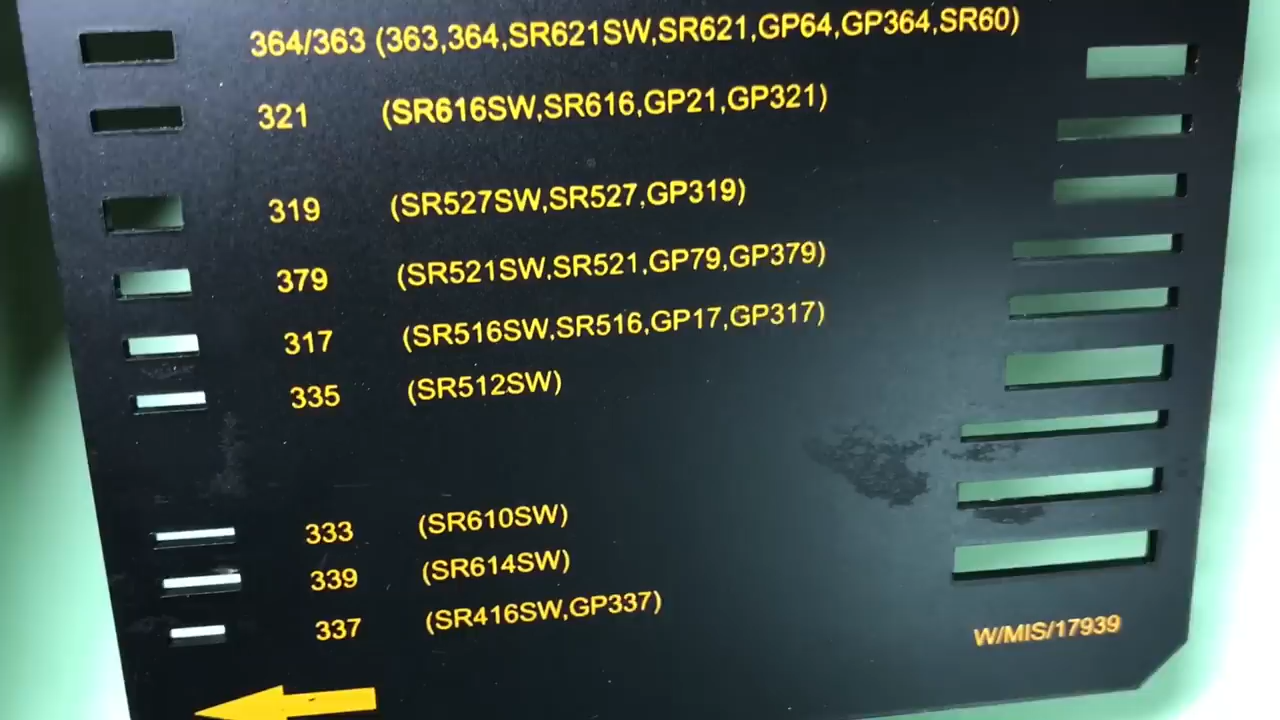 364/363 (363,364,SR621SW,SR621,GP64,GP364,SR60)
321 (SR616SW,SR616,GP21,GP321)
319 (SR527SW,SR527,GP319)
379 (SR521SW,SR521,GP79,GP379)
317 (SR516SW,SR516,GP17,GP317)
335 (SR512SW)
333 (SR610SW)
339 (SR614SW)
337 (SR416SW,GP337)
W/MIS/17939